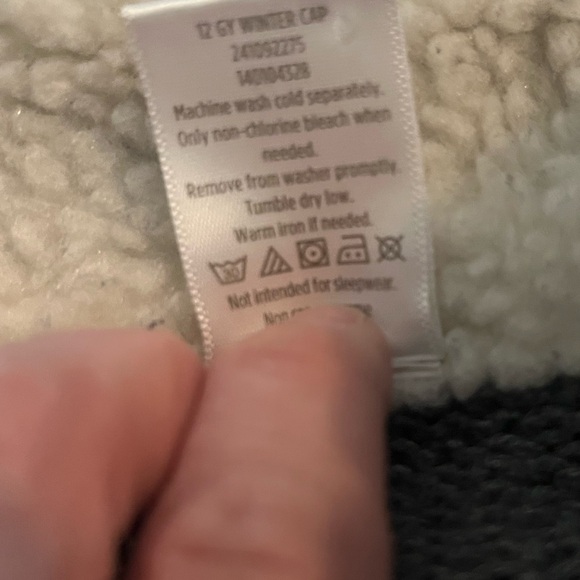 12 GY WINTER CAP
241092275
140104328
Machine wash cold separately.
Only non-chlorine bleach when
needed.
Remove from washer promptly.
Tumble dry low.
Warm iron if needed.
Not intended for sleepwear.
Non